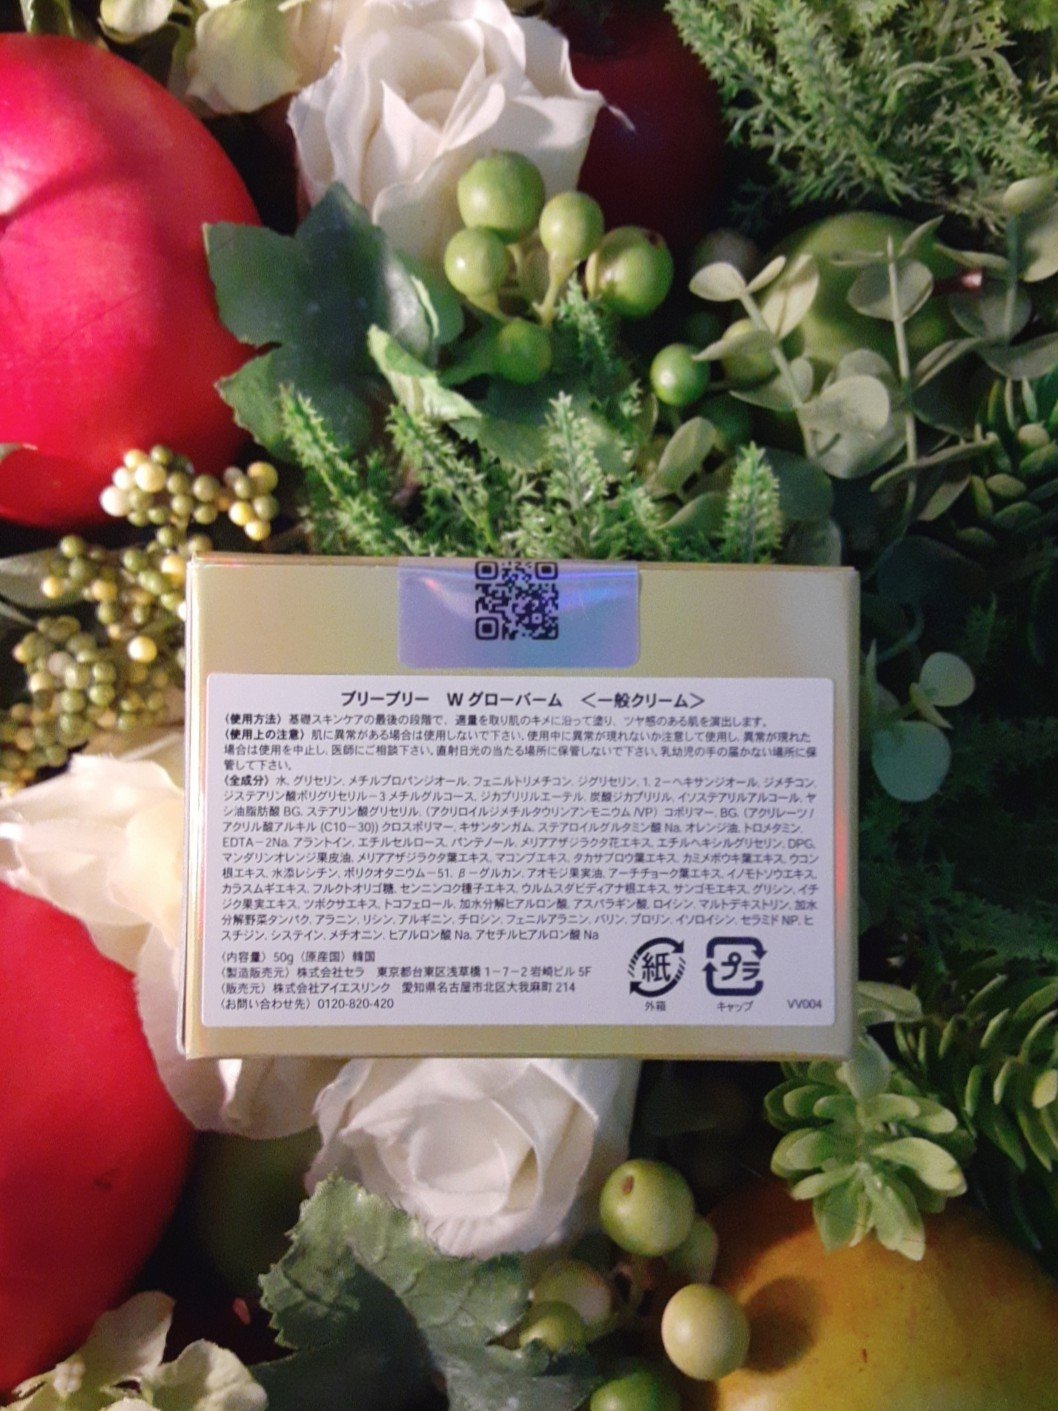 ブリーブリー　W グローバーム　＜一般クリーム＞
（使用方法）基礎スキンケアの最後の段階で、適量を取り肌のキメに沿って塗り、ツヤ感のある肌を演出します。
（使用上の注意）肌に異常がある場合は使用しないで下さい。使用中に異常が現れないか注意して使用し、異常が現れた
場合は使用を中止し、医師にご相談下さい。直射日光の当たる場所に保管しないで下さい。乳幼児の手の届かない場所に保
管して下さい。
（全成分）水、グリセリン、メチルプロパンジオール、フェニルトリメチコン、ジグリセリン、1, 2－ヘキサンジオール、ジメチコン、
ジステアリン酸ポリグリセリル－3 メチルグルコース、ジカプリリルエーテル、炭酸ジカプリリル、イソステアリルアルコール、ヤ
シ油脂肪酸 BG、ステアリン酸グリセリル、（アクリロイルジメチルタウリンアンモニウム /VP）コポリマー、BG、（アクリレーツ /
アクリル酸アルキル（C10－30））クロスポリマー、キサンタンガム、ステアロイルグルタミン酸 Na、オレンジ油、トロメタミン、
EDTA－2Na、アラントイン、エチルセルロース、パンテノール、メリアアザジラクタ花エキス、エチルヘキシルグリセリン、DPG、
マンダリンオレンジ果皮油、メリアアザジラクタ葉エキス、マコンブエキス、タカサブロウ葉エキス、カミメボウキ葉エキス、ウコン
根エキス、水添レシチン、ポリクオタニウム－51、β－グルカン、アオモジ果実油、アーチチョーク葉エキス、イノモトソウエキス、
カラスムギエキス、フルクトオリゴ糖、センニンコク種子エキス、ウルムスダビディアナ根エキス、サンゴモエキス、グリシン、イチ
ジク果実エキス、ツボクサエキス、トコフェロール、加水分解ヒアルロン酸、アスパラギン酸、ロイシン、マルトデキストリン、加水
分解野菜タンパク、アラニン、リシン、アルギニン、チロシン、フェニルアラニン、バリン、プロリン、イソロイシン、セラミド NP、ヒ
スチジン、システイン、メチオニン、ヒアルロン酸 Na、アセチルヒアルロン酸 Na
（内容量）50g（原産国）韓国
（製造販売元）株式会社セラ　東京都台東区浅草橋 1－7－2 岩崎ビル 5F
（販売元）株式会社アイエスリンク　愛知県名古屋市北区大我麻町 214
（お問い合わせ先）0120-820-420
紙
外箱
プラ
キャップ
VV004